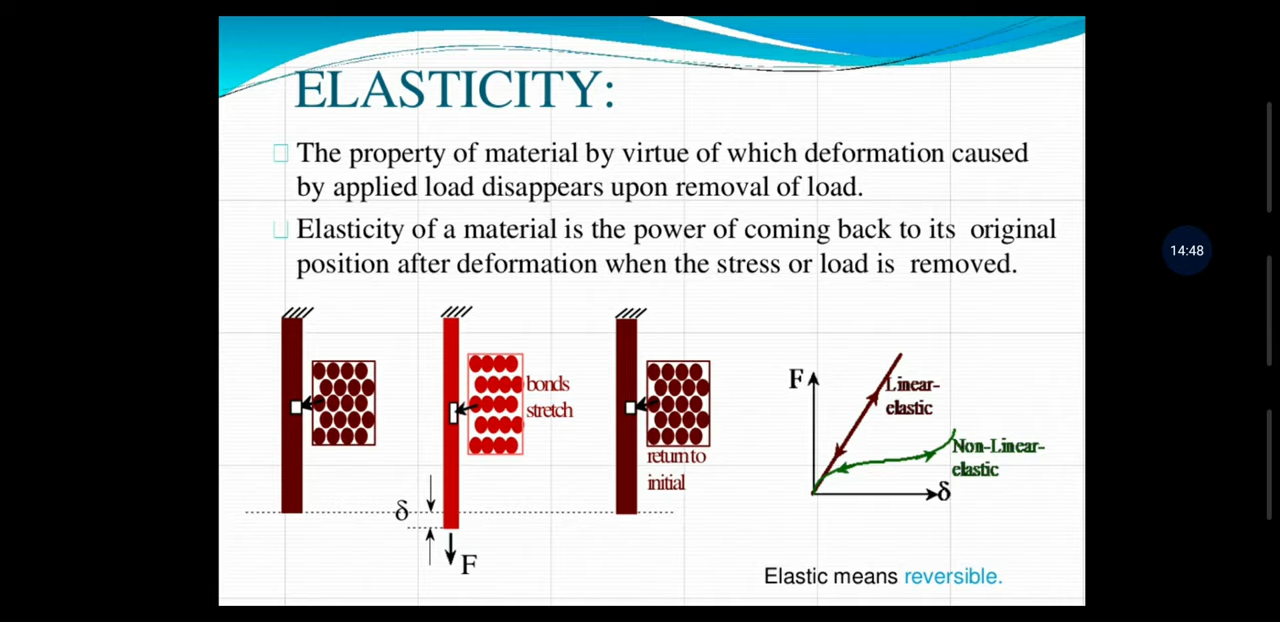 ELASTICITY:
The property of material by virtue of which deformation caused
by applied load disappears upon removal of load.
Elasticity of a material is the power of coming back to its original
position after deformation when the stress or load is removed.
14:48
bonds
stretch
return to
initial
δ
F
F
Linear-
elastic
Non-Linear-
elastic
δ
Elastic means reversible.